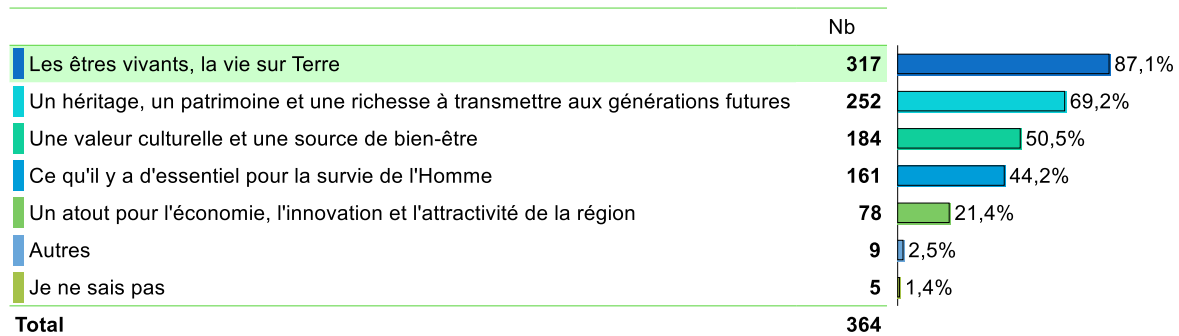 Nb
Les êtres vivants, la vie sur Terre 317 87,1%
Un héritage, un patrimoine et une richesse à transmettre aux générations futures 252 69,2%
Une valeur culturelle et une source de bien-être 184 50,5%
Ce qu'il y a d'essentiel pour la survie de l'Homme 161 44,2%
Un atout pour l'économie, l'innovation et l'attractivité de la région 78 21,4%
Autres 9 2,5%
Je ne sais pas 5 1,4%
Total 364